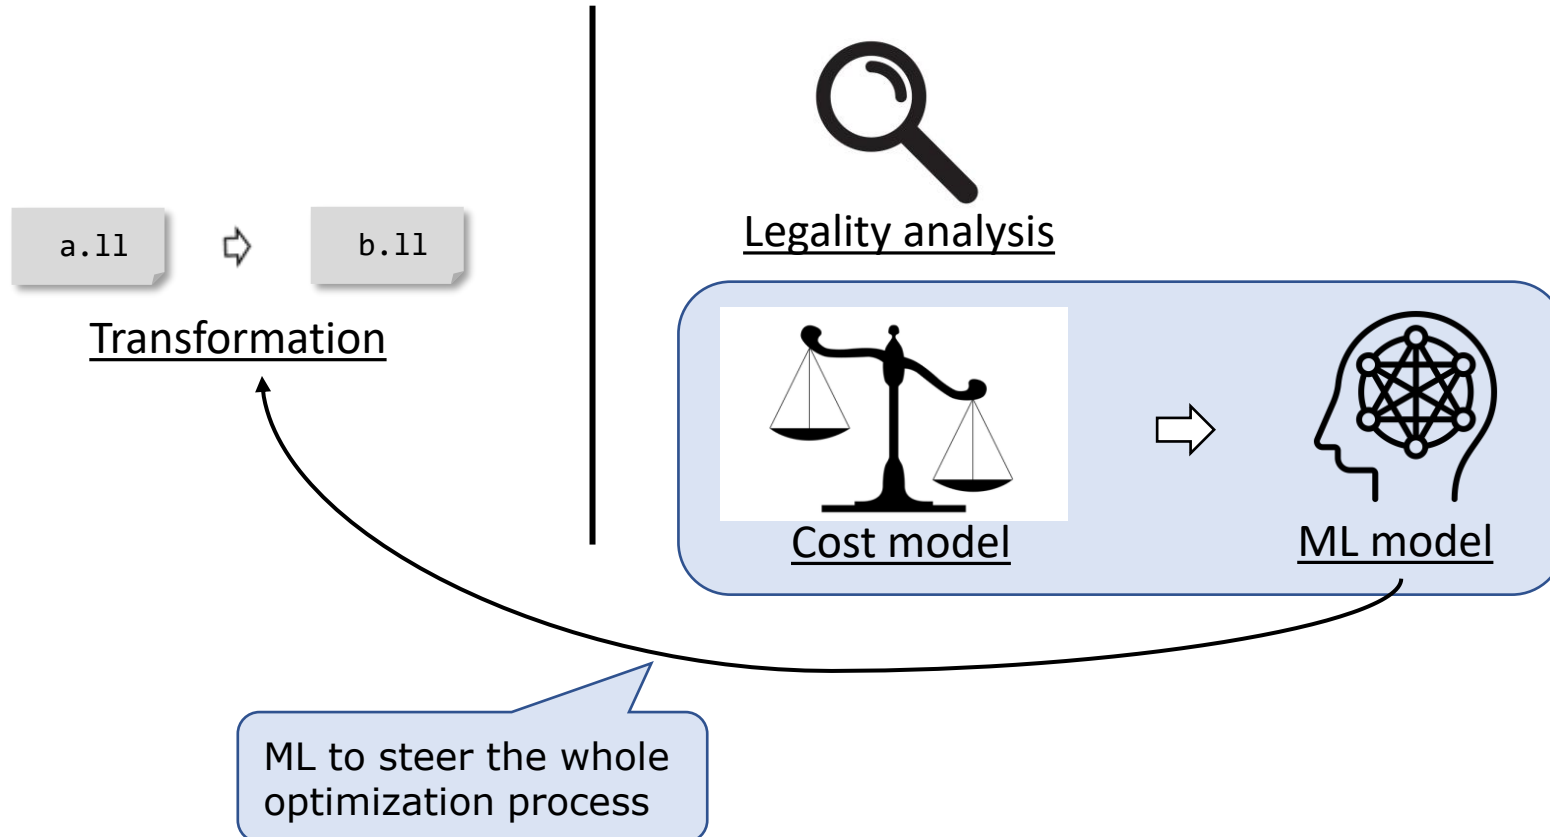 a.ll
b.ll
Transformation
Legality analysis
Cost model
ML model
ML to steer the whole
optimization process